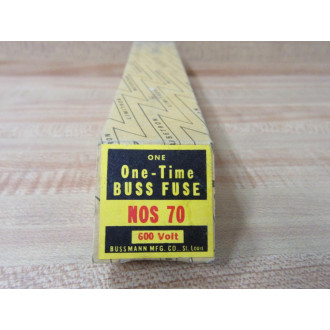 ONE
One-Time
BUSS FUSE
NOS 70
600 Volt
BUSSMANN MFG. CO. St. Louis